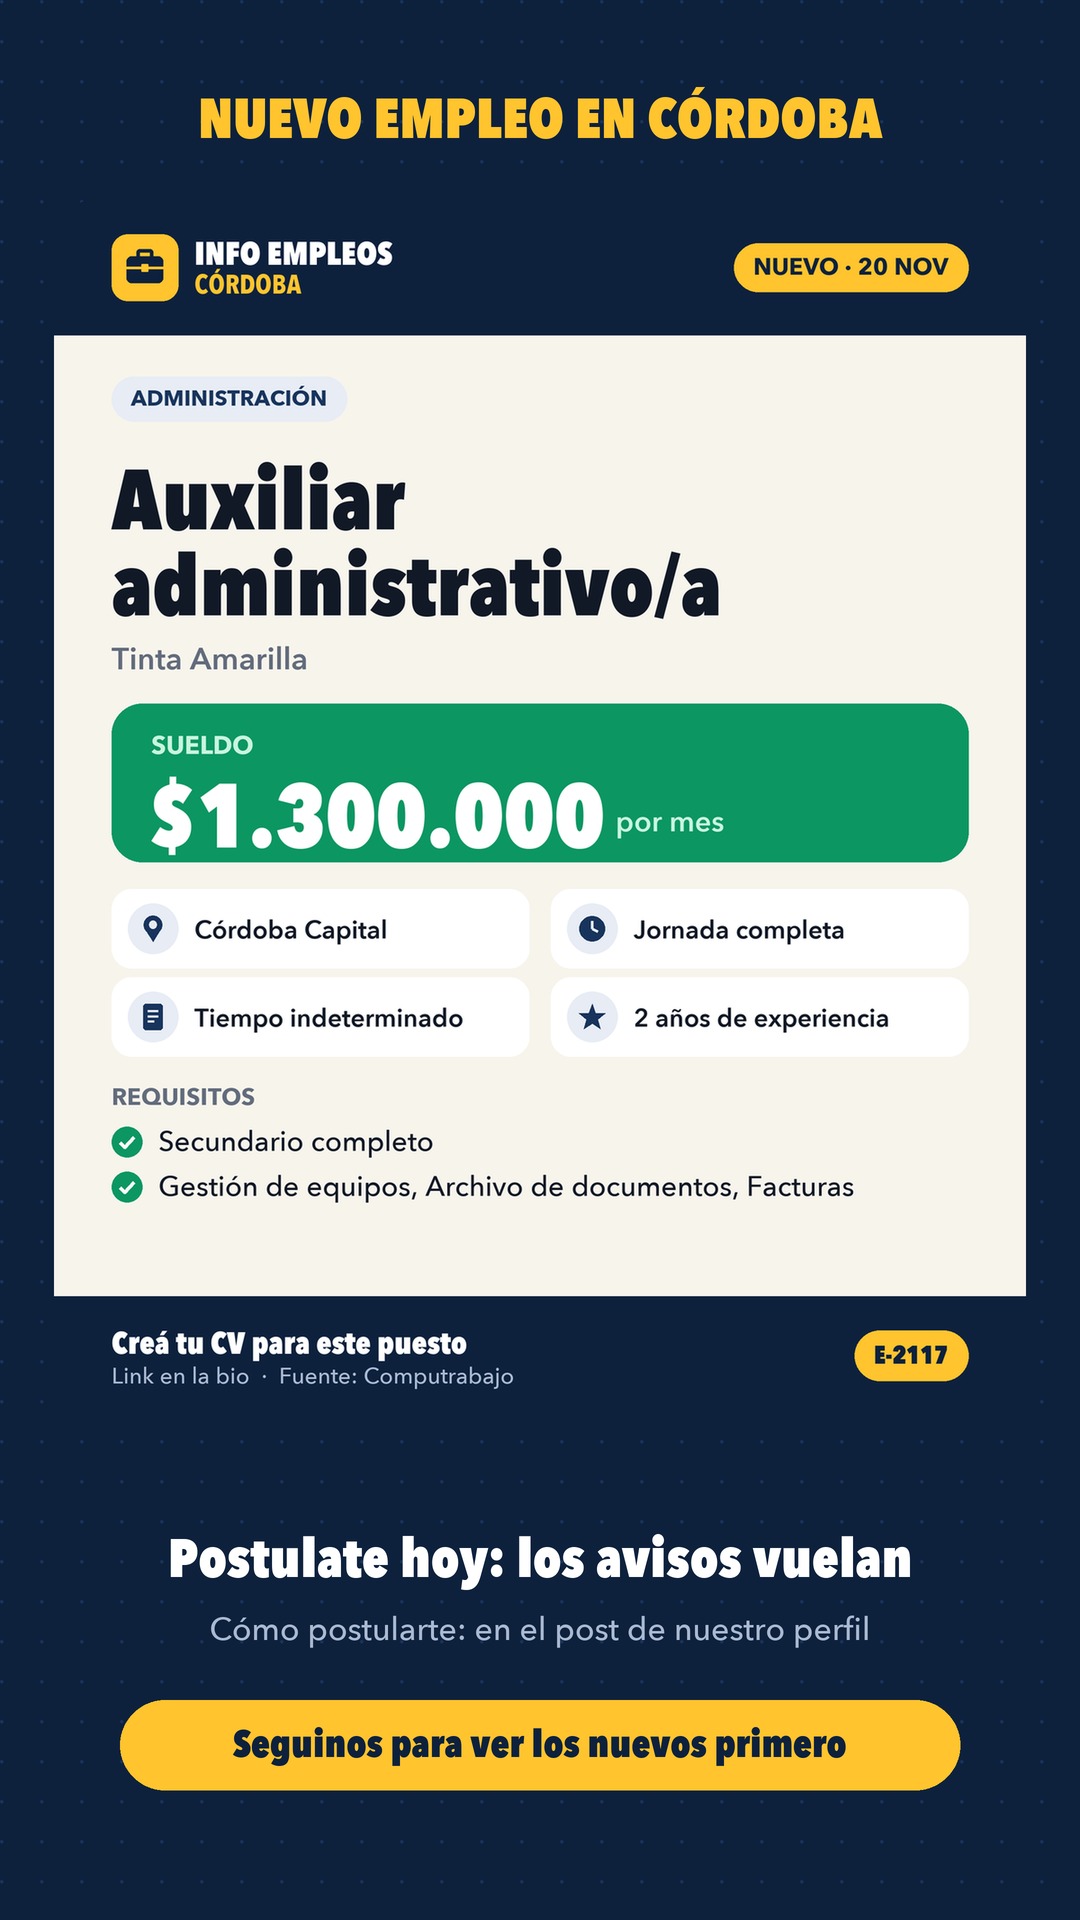 NUEVO EMPLEO EN CÓRDOBA
INFO EMPLEOS
CÓRDOBA
NUEVO · 20 NOV
ADMINISTRACIÓN
Auxiliar
administrativo/a
Tinta Amarilla
SUELDO
$1.300.000 por mes
Córdoba Capital
Jornada completa
Tiempo indeterminado
2 años de experiencia
REQUISITOS
Secundario completo
Gestión de equipos, Archivo de documentos, Facturas
Creá tu CV para este puesto
Link en la bio · Fuente: Computrabajo
E-2117
Postulate hoy: los avisos vuelan
Cómo postularte: en el post de nuestro perfil
Seguinos para ver los nuevos primero